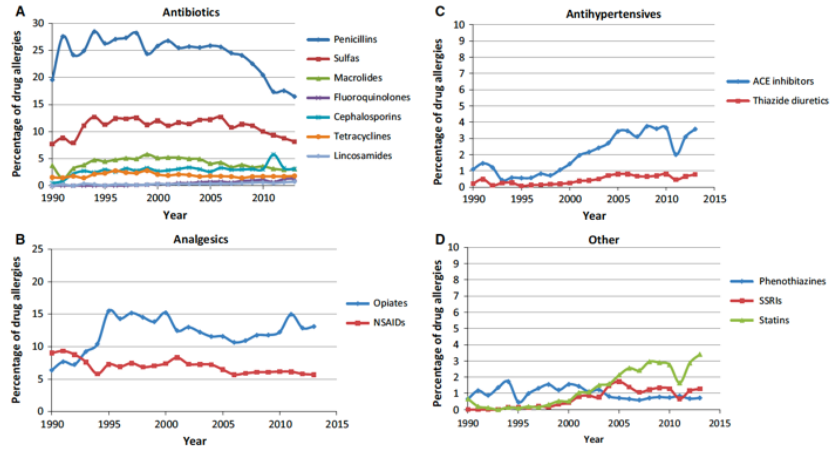 A
Antibiotics
Percentage of drug allergies
30
25
20
15
10
5
0
1990 1995 2000 2005 2010
Year
Penicillins
Sulfas
Macrolides
Fluoroquinolones
Cephalosporins
Tetracyclines
Lincosamides
B
Analgesics
Percentage of drug allergies
25
20
15
10
5
0
1990 1995 2000 2005 2010 2015
Year
Opiates
NSAIDs
C
Antihypertensives
Percentage of drug allergies
10
9
8
7
6
5
4
3
2
1
0
1990 1995 2000 2005 2010 2015
Year
ACE inhibitors
Thiazide diuretics
D
Other
Percentage of drug allergies
10
9
8
7
6
5
4
3
2
1
0
1990 1995 2000 2005 2010 2015
Year
Phenothiazines
SSRIs
Statins